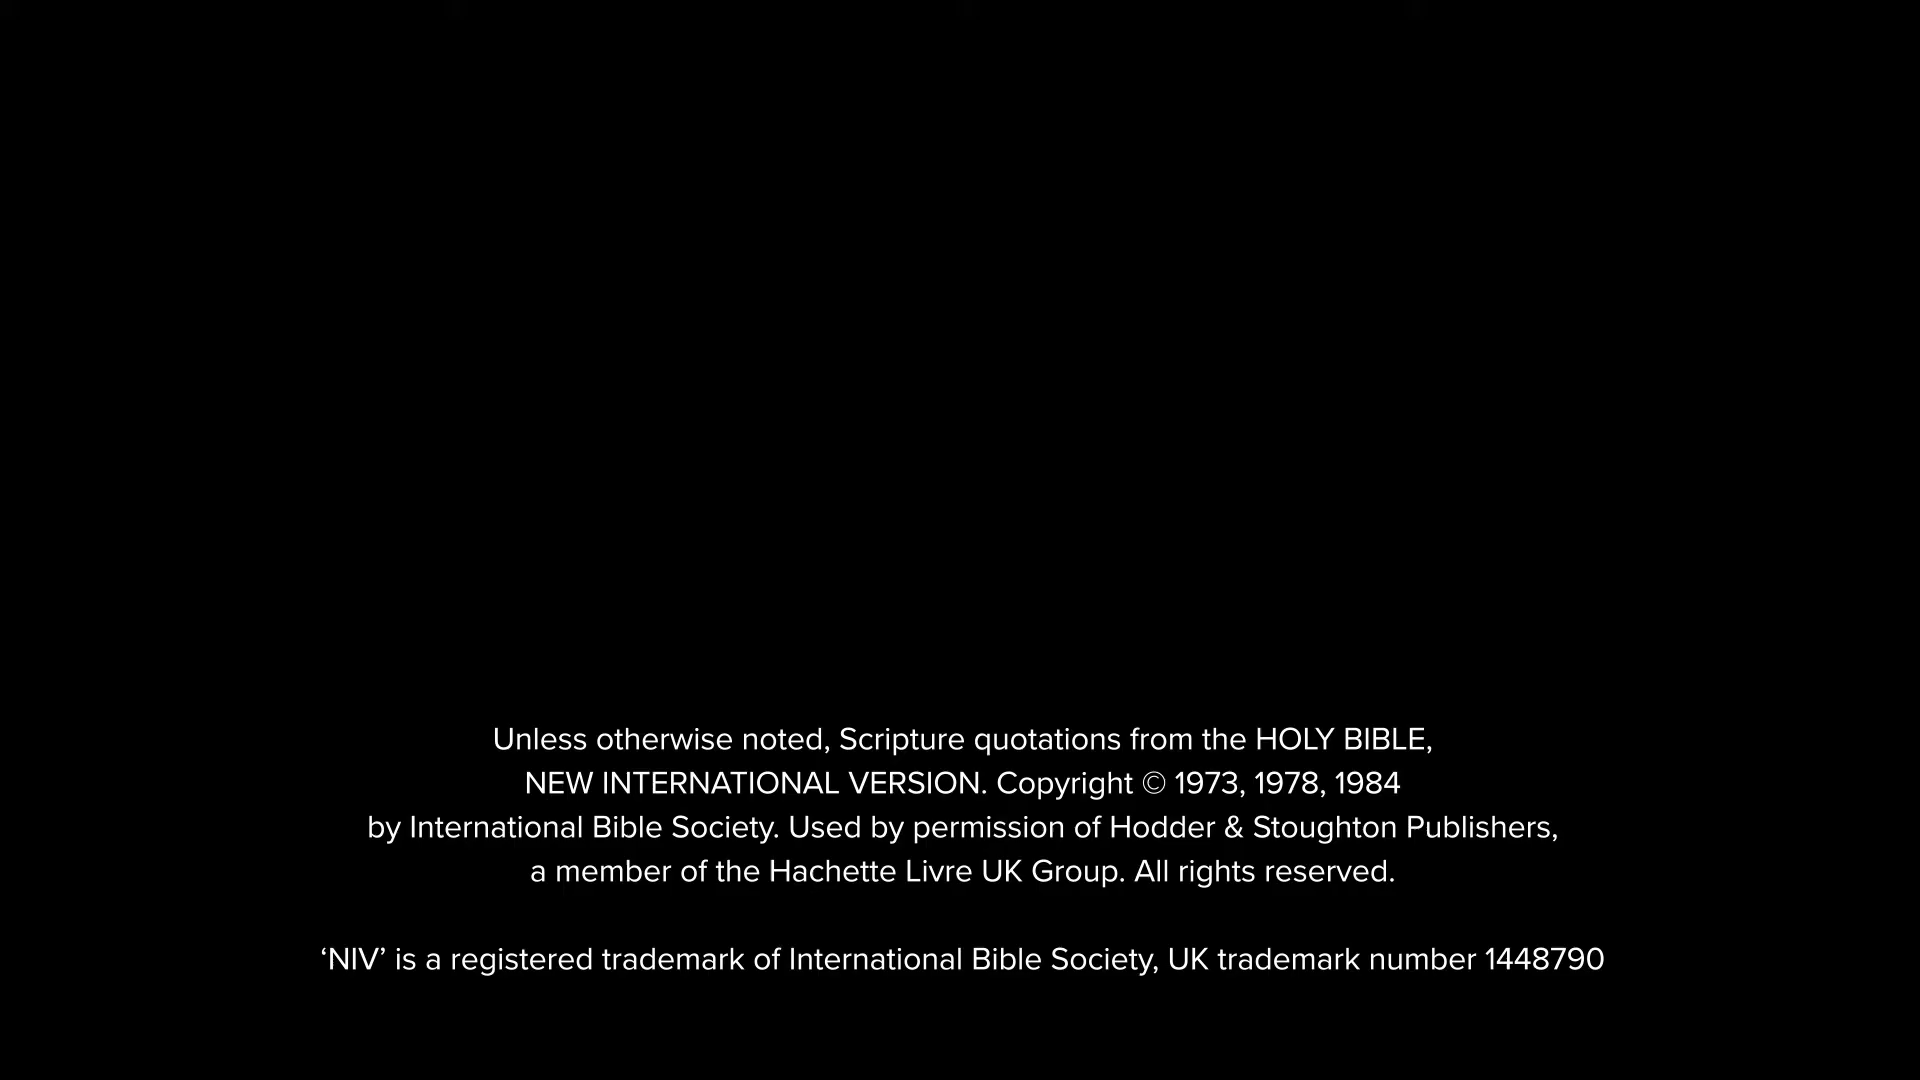 Unless otherwise noted, Scripture quotations from the HOLY BIBLE,
NEW INTERNATIONAL VERSION. Copyright © 1973, 1978, 1984
by International Bible Society. Used by permission of Hodder & Stoughton Publishers,
a member of the Hachette Livre UK Group. All rights reserved.
‘NIV’ is a registered trademark of International Bible Society, UK trademark number 1448790